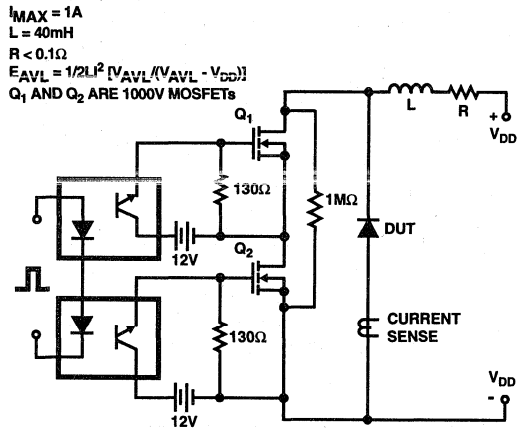 IMAX = 1A
L = 40mH
R < 0.1Ω
EAVL = 1/2LI² [VAVL/(VAVL - VDD)]
Q1 AND Q2 ARE 1000V MOSFETs
Q1
L
R
+
VDD
130Ω
1MΩ
DUT
12V
Q2
130Ω
CURRENT
SENSE
VDD
-
12V